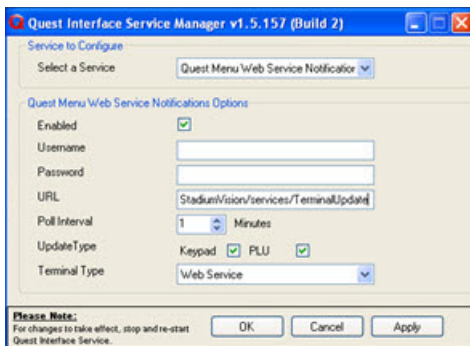 Quest Interface Service Manager v1.5.157 (Build 2)
Service to Configure
Select a Service Quest Menu Web Service Notification
Quest Menu Web Service Notifications Options
Enabled
Username
Password
URL StadiumVision/services/TerminalUpdate
Poll Interval 1 Minutes
UpdateType Keypad PLU
Terminal Type Web Service
Please Note:
For changes to take effect, stop and re-start
Quest Interface Service.
OK Cancel Apply